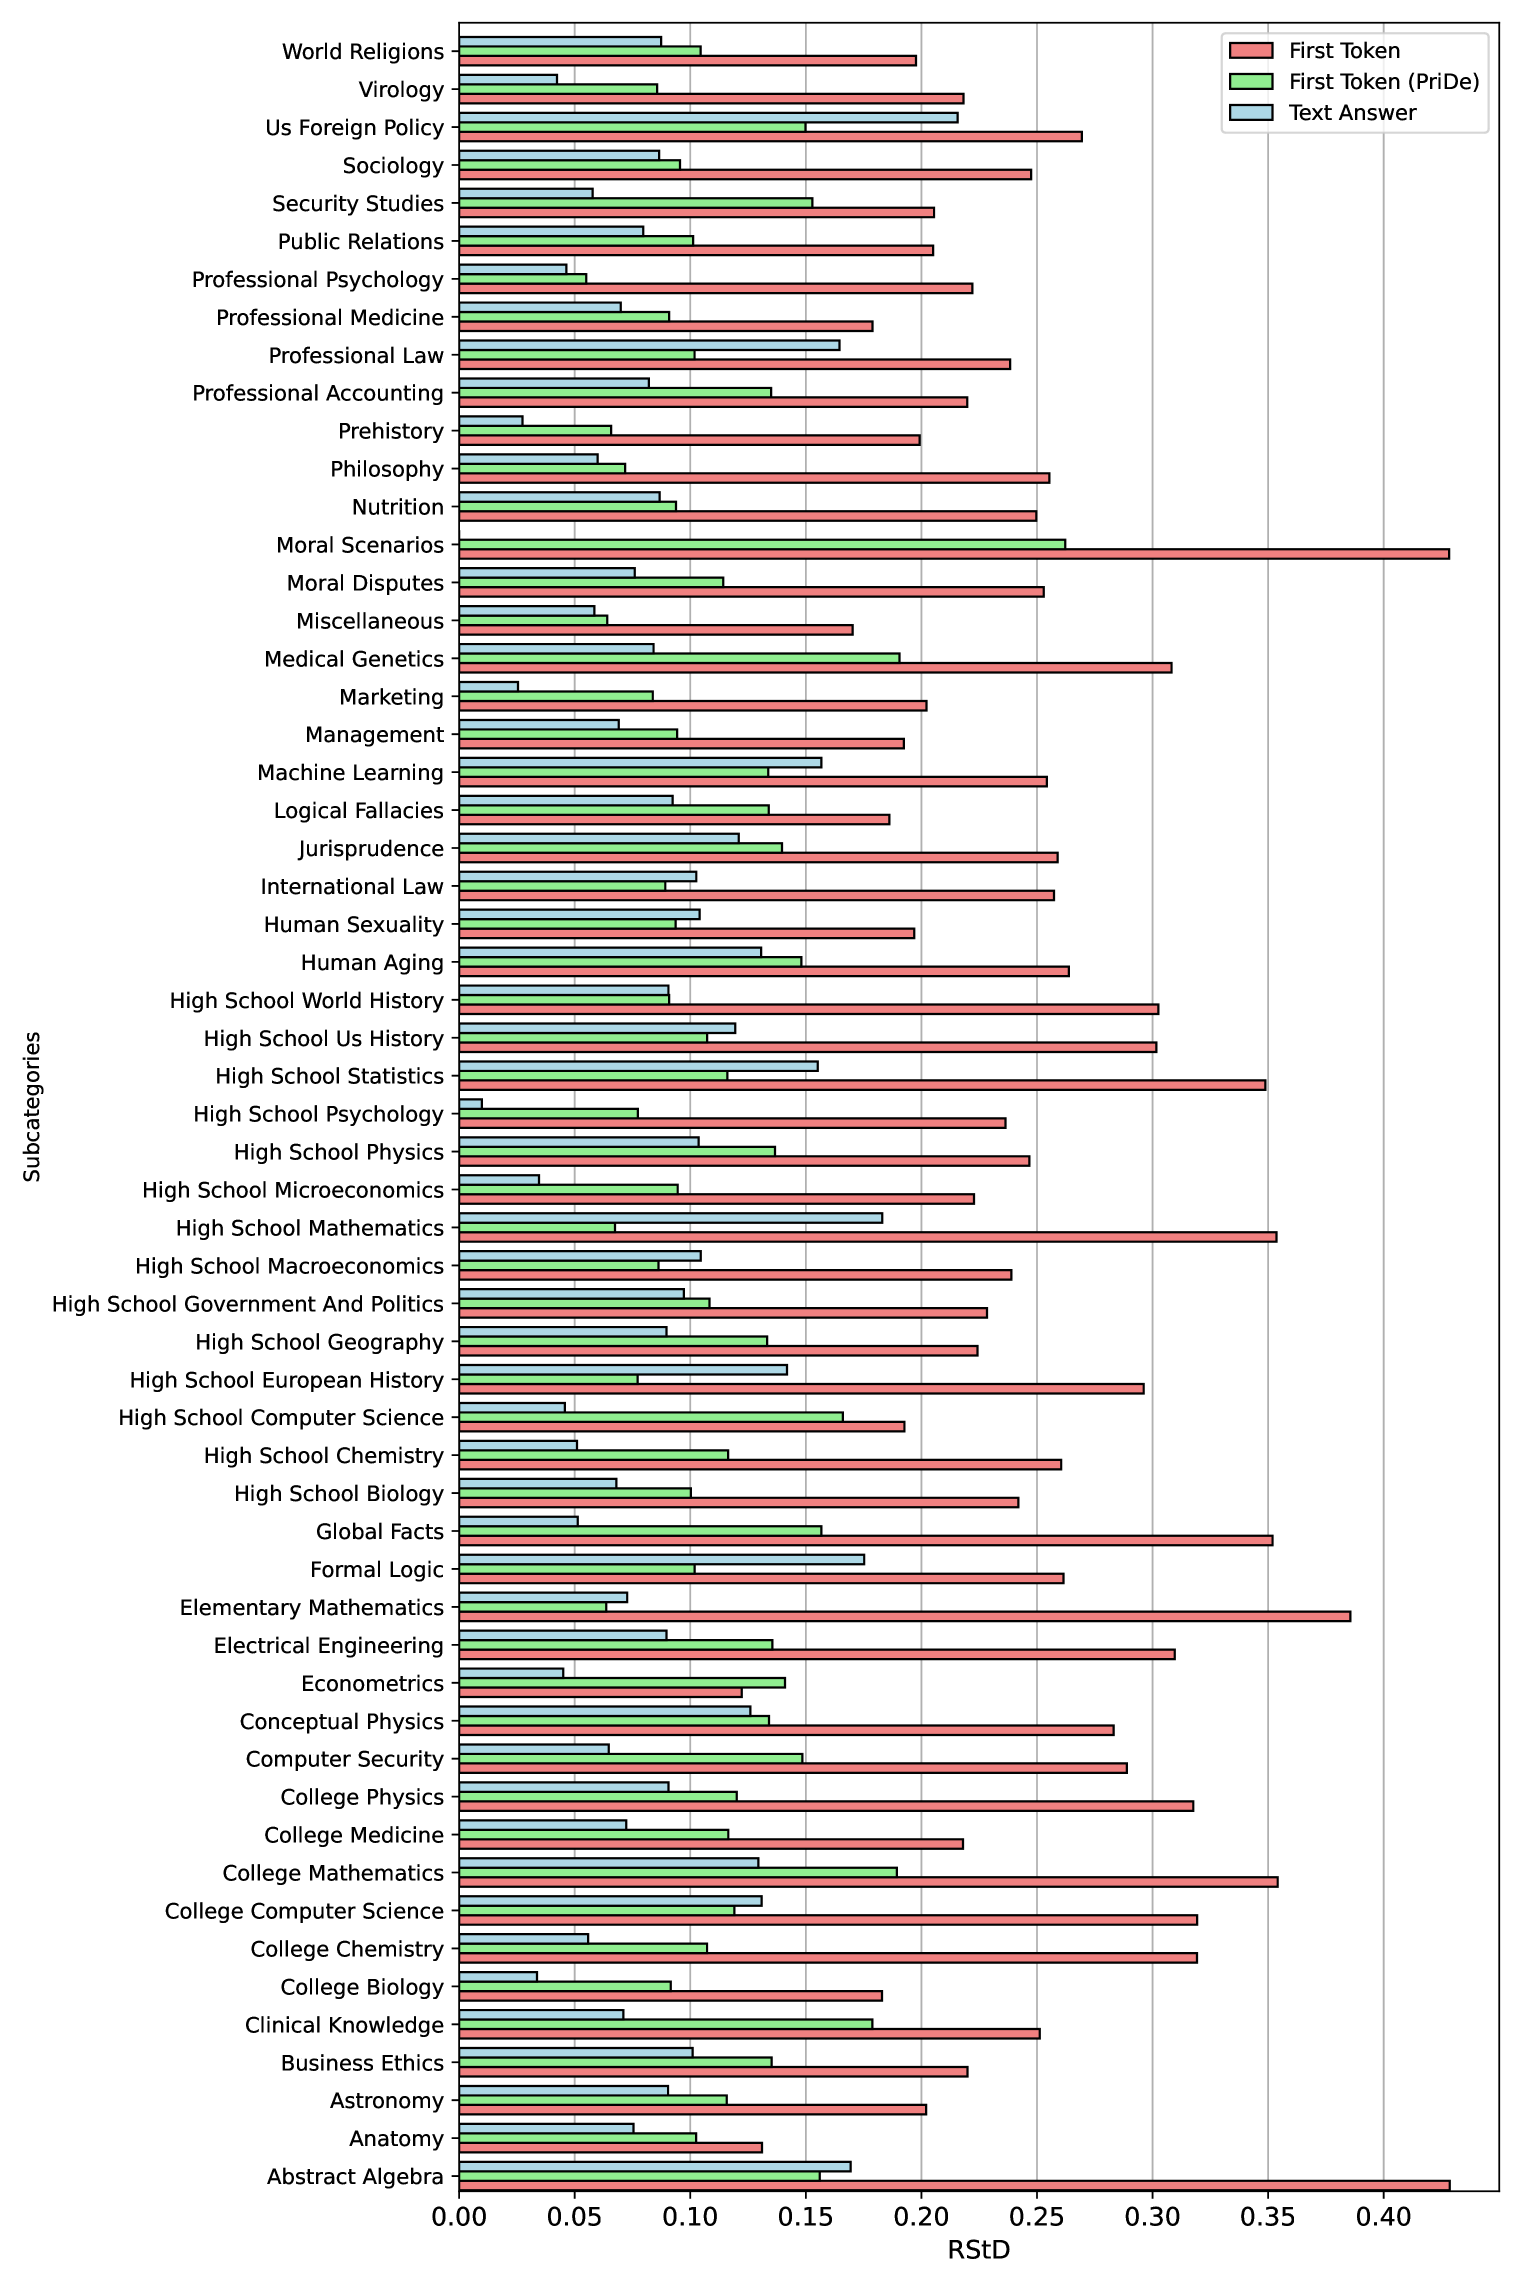 First Token
First Token (PriDe)
Text Answer
World Religions
Virology
Us Foreign Policy
Sociology
Security Studies
Public Relations
Professional Psychology
Professional Medicine
Professional Law
Professional Accounting
Prehistory
Philosophy
Nutrition
Moral Scenarios
Moral Disputes
Miscellaneous
Medical Genetics
Marketing
Management
Machine Learning
Logical Fallacies
Jurisprudence
International Law
Human Sexuality
Human Aging
High School World History
High School Us History
High School Statistics
High School Psychology
High School Physics
High School Microeconomics
High School Mathematics
High School Macroeconomics
High School Government And Politics
High School Geography
High School European History
High School Computer Science
High School Chemistry
High School Biology
Global Facts
Formal Logic
Elementary Mathematics
Electrical Engineering
Econometrics
Conceptual Physics
Computer Security
College Physics
College Medicine
College Mathematics
College Computer Science
College Chemistry
College Biology
Clinical Knowledge
Business Ethics
Astronomy
Anatomy
Abstract Algebra
Subcategories
0.00 0.05 0.10 0.15 0.20 0.25 0.30 0.35 0.40
RStD